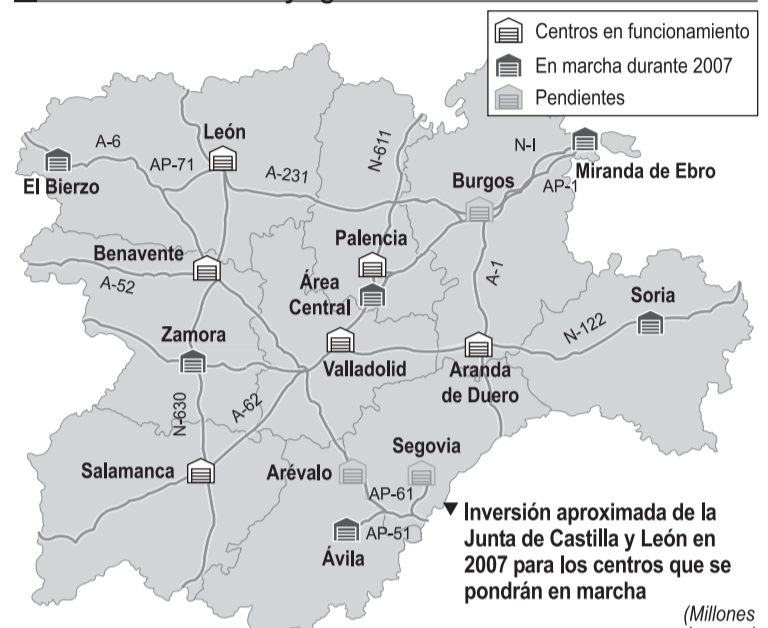 Centros en funcionamiento
En marcha durante 2007
Pendientes
León
A-6
AP-71
A-231
N-611
N-I
AP-1
El Bierzo
Burgos
Miranda de Ebro
Benavente
A-52
Palencia
Área
Central
A-1
Soria
N-122
Zamora
Valladolid
Aranda
de Duero
N-630
A-62
Salamanca
Arévalo
Segovia
AP-61
AP-51
Ávila
▼ Inversión aproximada de la
Junta de Castilla y León en
2007 para los centros que se
pondrán en marcha
(Millones